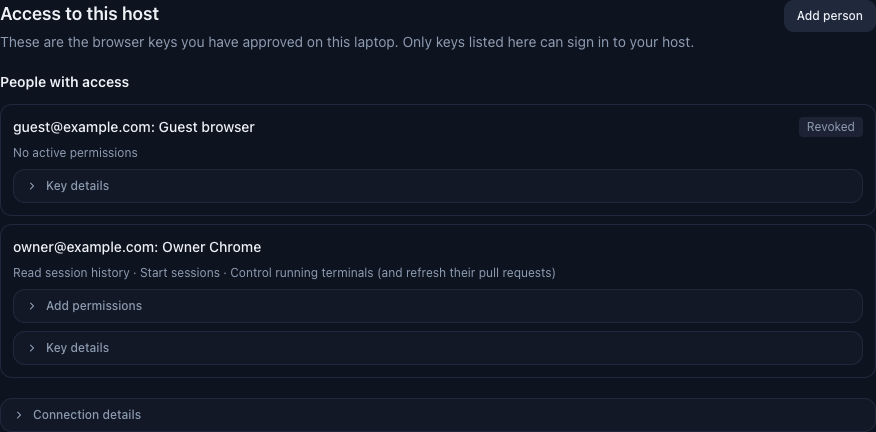 Access to this host
Add person
These are the browser keys you have approved on this laptop. Only keys listed here can sign in to your host.
People with access
guest@example.com: Guest browser
Revoked
No active permissions
Key details
owner@example.com: Owner Chrome
Read session history · Start sessions · Control running terminals (and refresh their pull requests)
Add permissions
Key details
Connection details